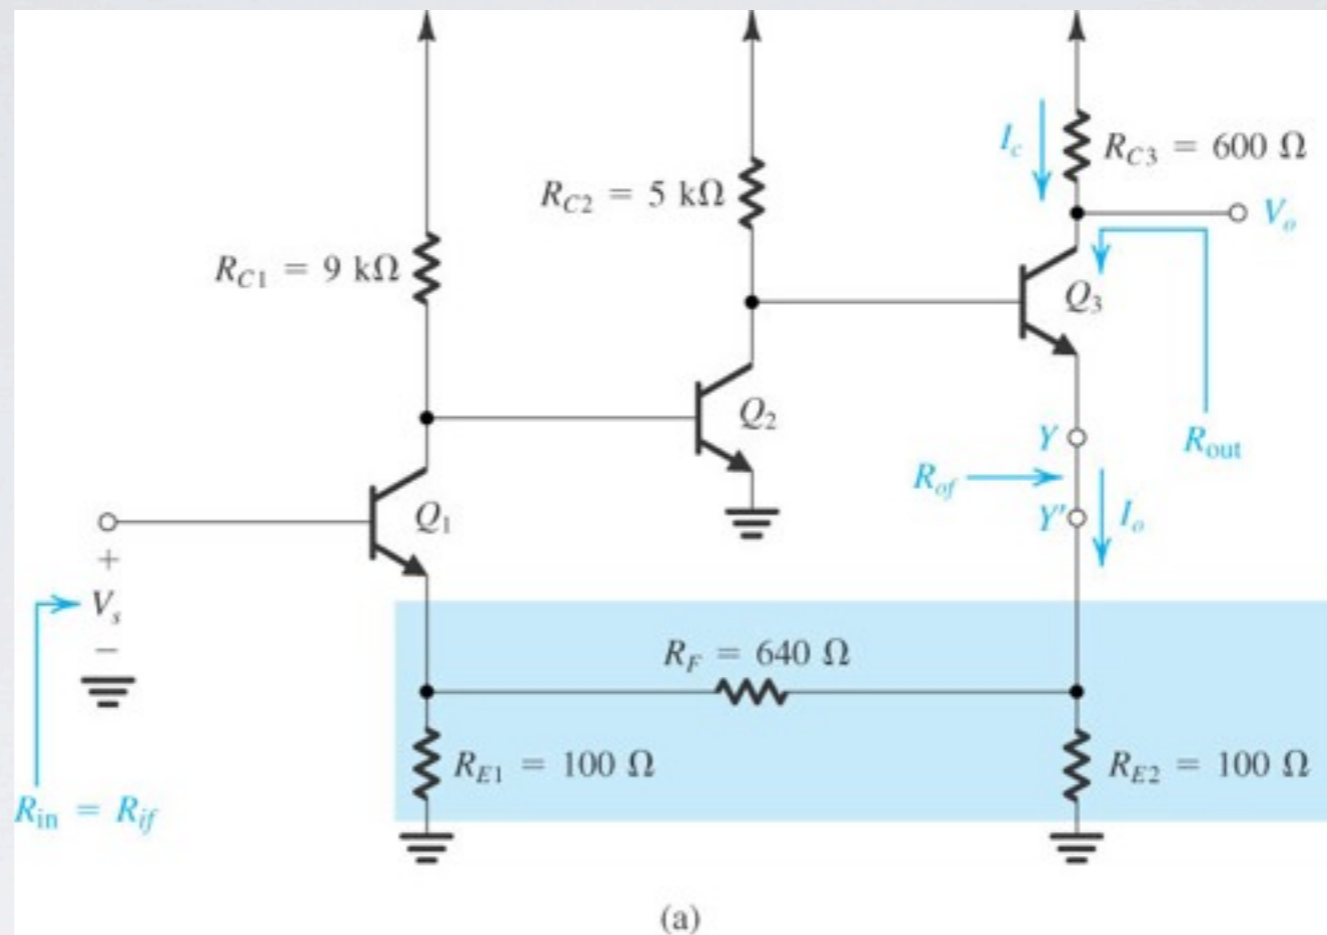 I_c
R_C3 = 600 Ω
R_C2 = 5 kΩ
V_o
R_C1 = 9 kΩ
Q_3
Q_2
Y
R_out
R_of
Q_1
Y'
I_o
+
V_s
−
R_F = 640 Ω
R_E1 = 100 Ω
R_E2 = 100 Ω
R_in = R_if
(a)